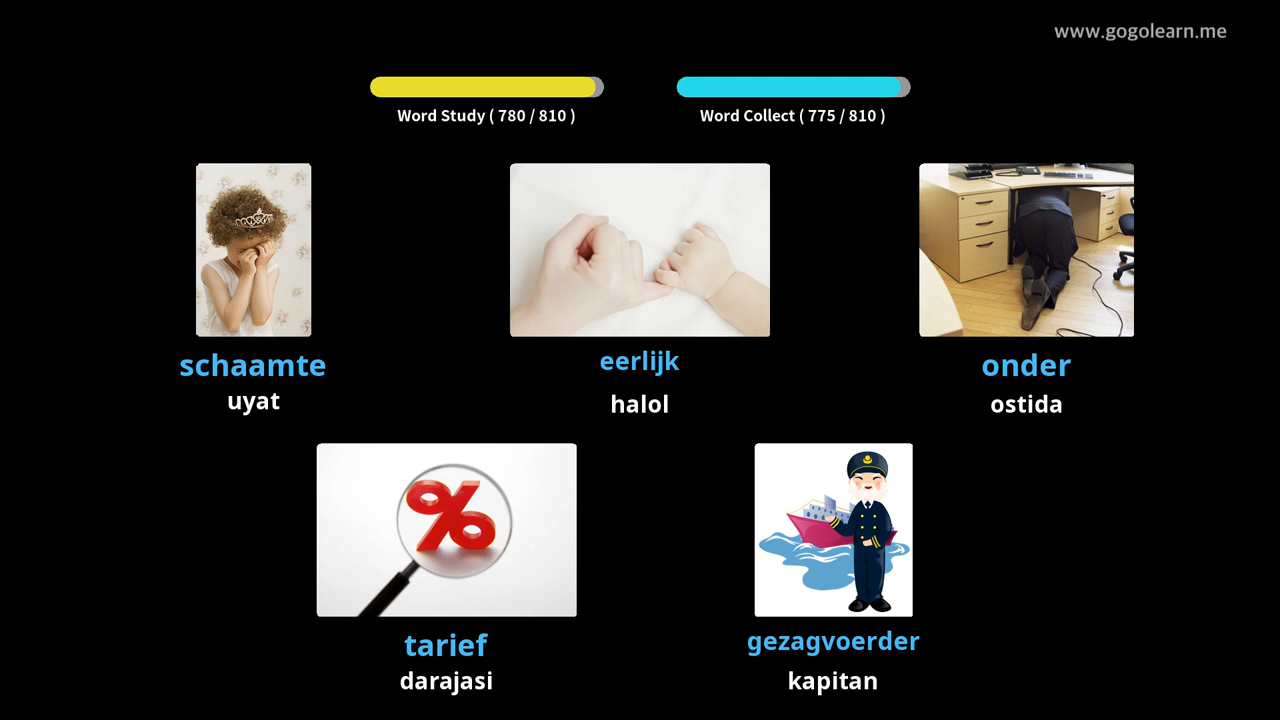 www.gogolearn.me
Word Study ( 780 / 810 )
Word Collect ( 775 / 810 )
schaamte
uyat
eerlijk
halol
onder
ostida
tarief
darajasi
gezagvoerder
kapitan